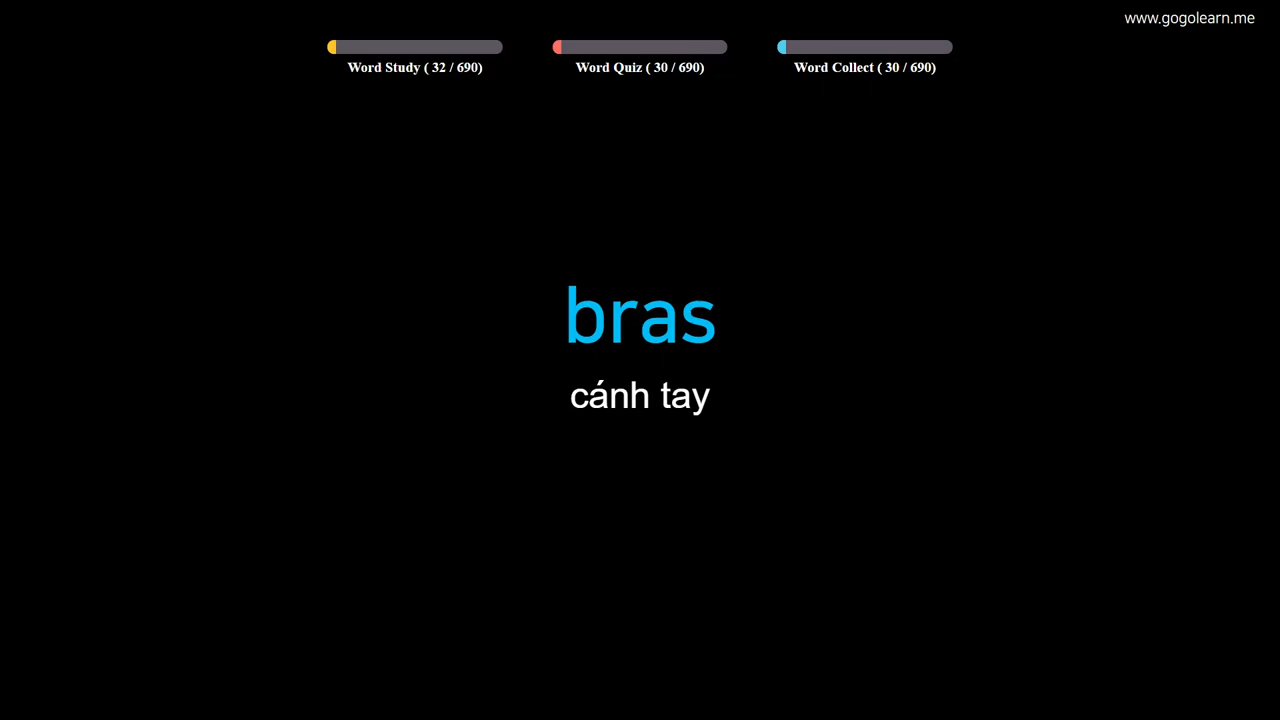 www.gogolearn.me
Word Study ( 32 / 690)
Word Quiz ( 30 / 690)
Word Collect ( 30 / 690)
bras
cánh tay